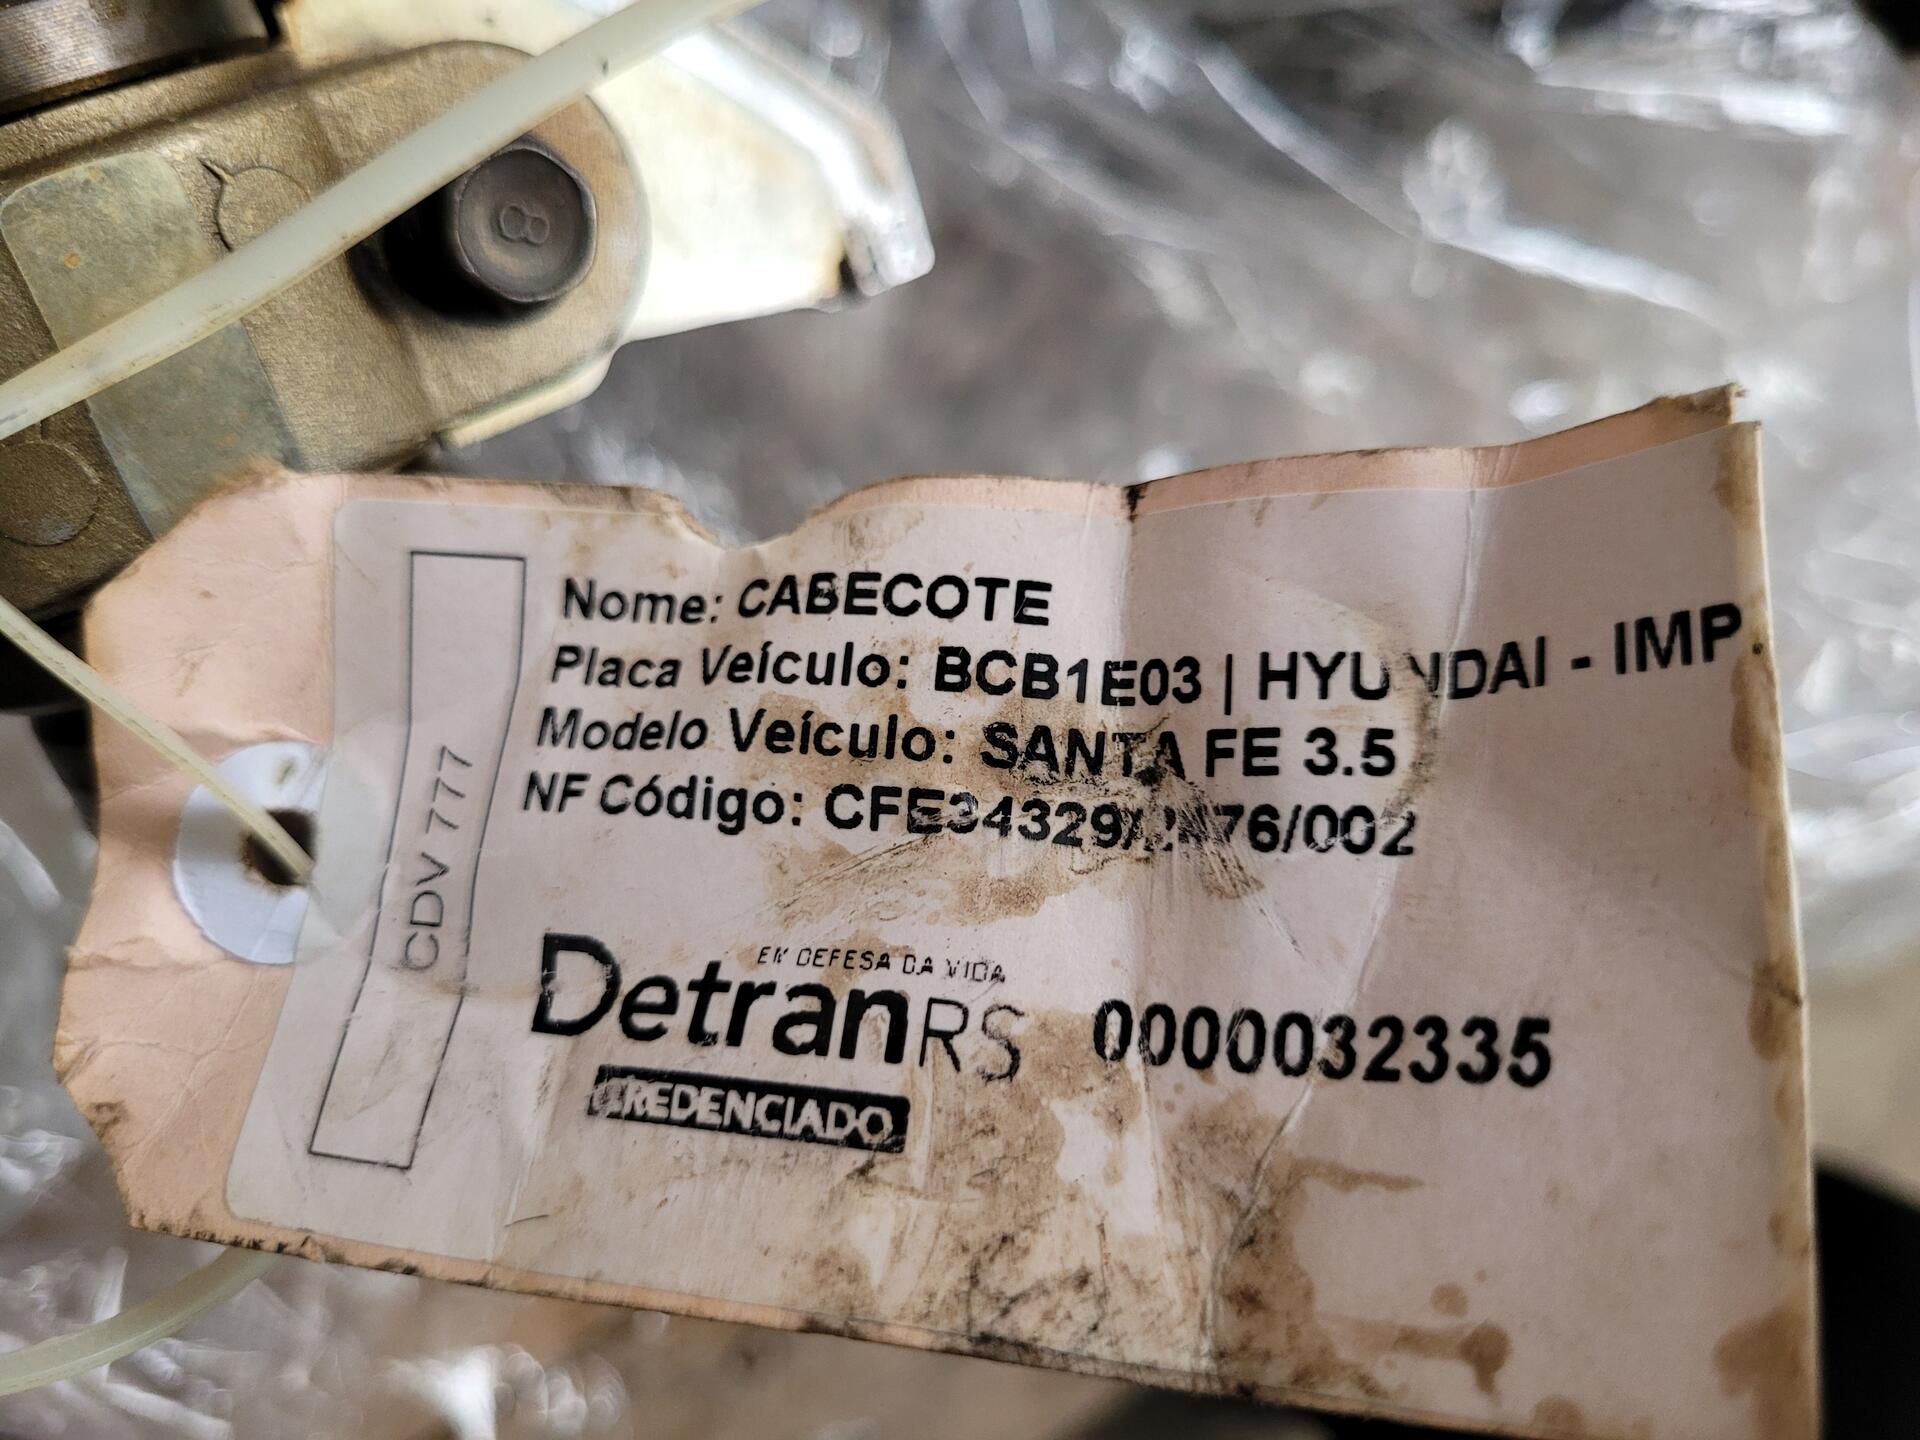 8
Nome: CABECOTE
Placa Veículo: BCB1E03 | HYUNDAI - IMP.
Modelo Veículo: SANTA FE 3.5
NF Código:
CDV 777
EM DEFESA DA VIDA
DetranRS 0000032335
CREDENCIADO